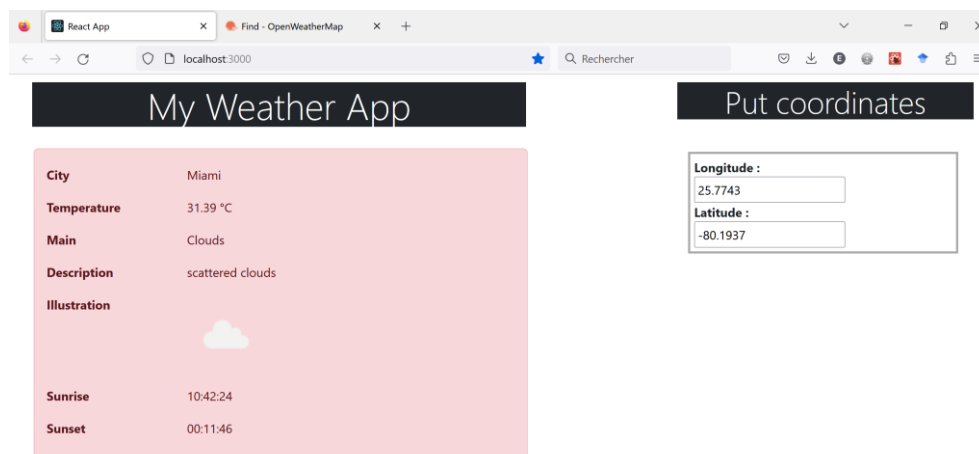 React App
Find - OpenWeatherMap
localhost:3000
Rechercher
My Weather App
City Miami
Temperature 31.39 °C
Main Clouds
Description scattered clouds
Illustration
Sunrise 10:42:24
Sunset 00:11:46
Put coordinates
Longitude :
25.7743
Latitude :
-80.1937